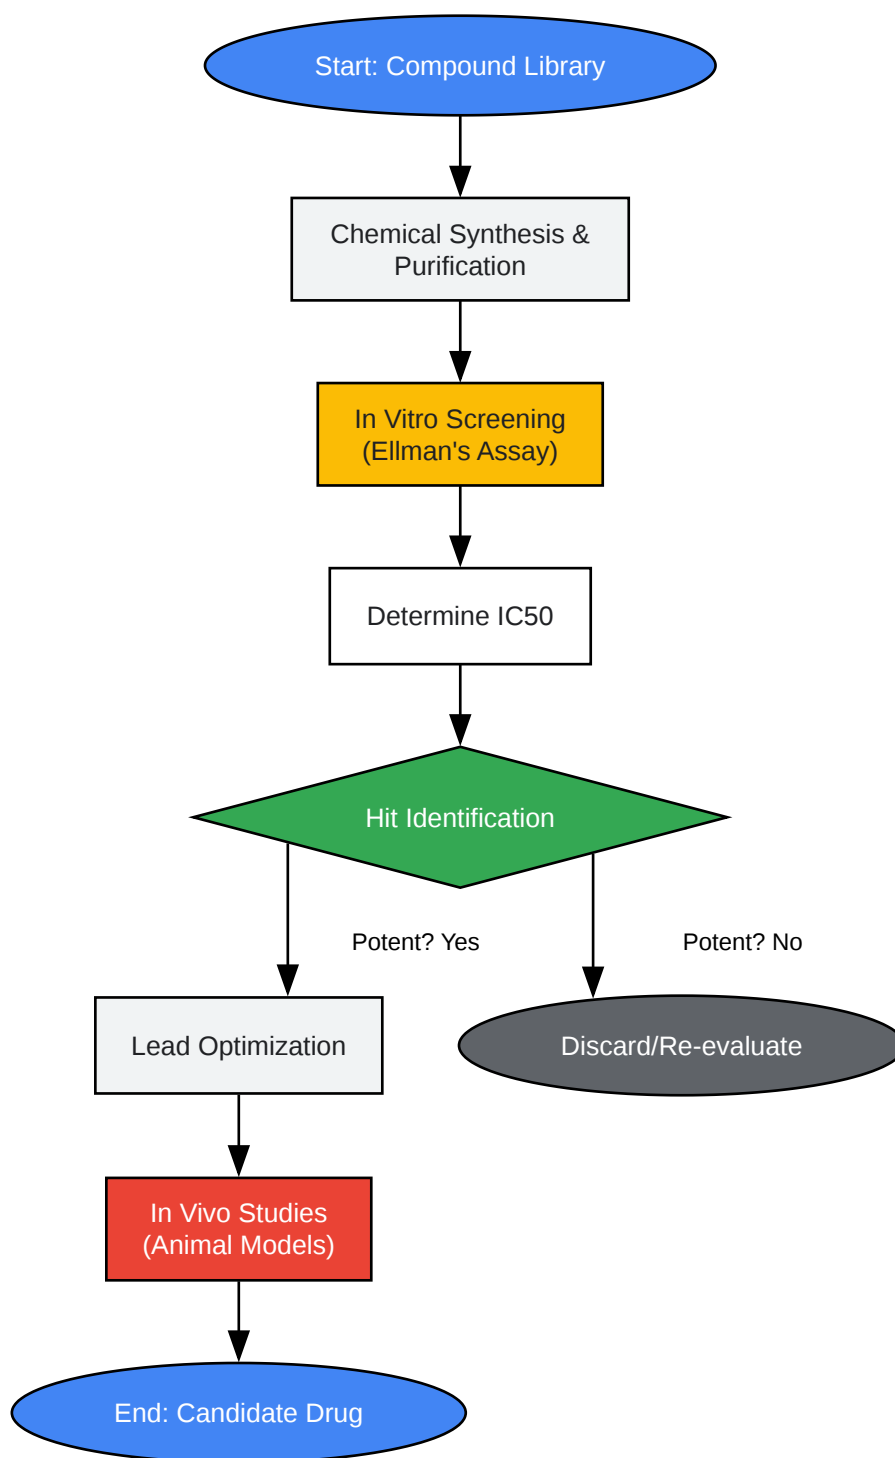 Start: Compound Library
Chemical Synthesis &
Purification
In Vitro Screening
(Ellman's Assay)
Determine IC50
Hit Identification
Potent? Yes
Potent? No
Lead Optimization
Discard/Re-evaluate
In Vivo Studies
(Animal Models)
End: Candidate Drug